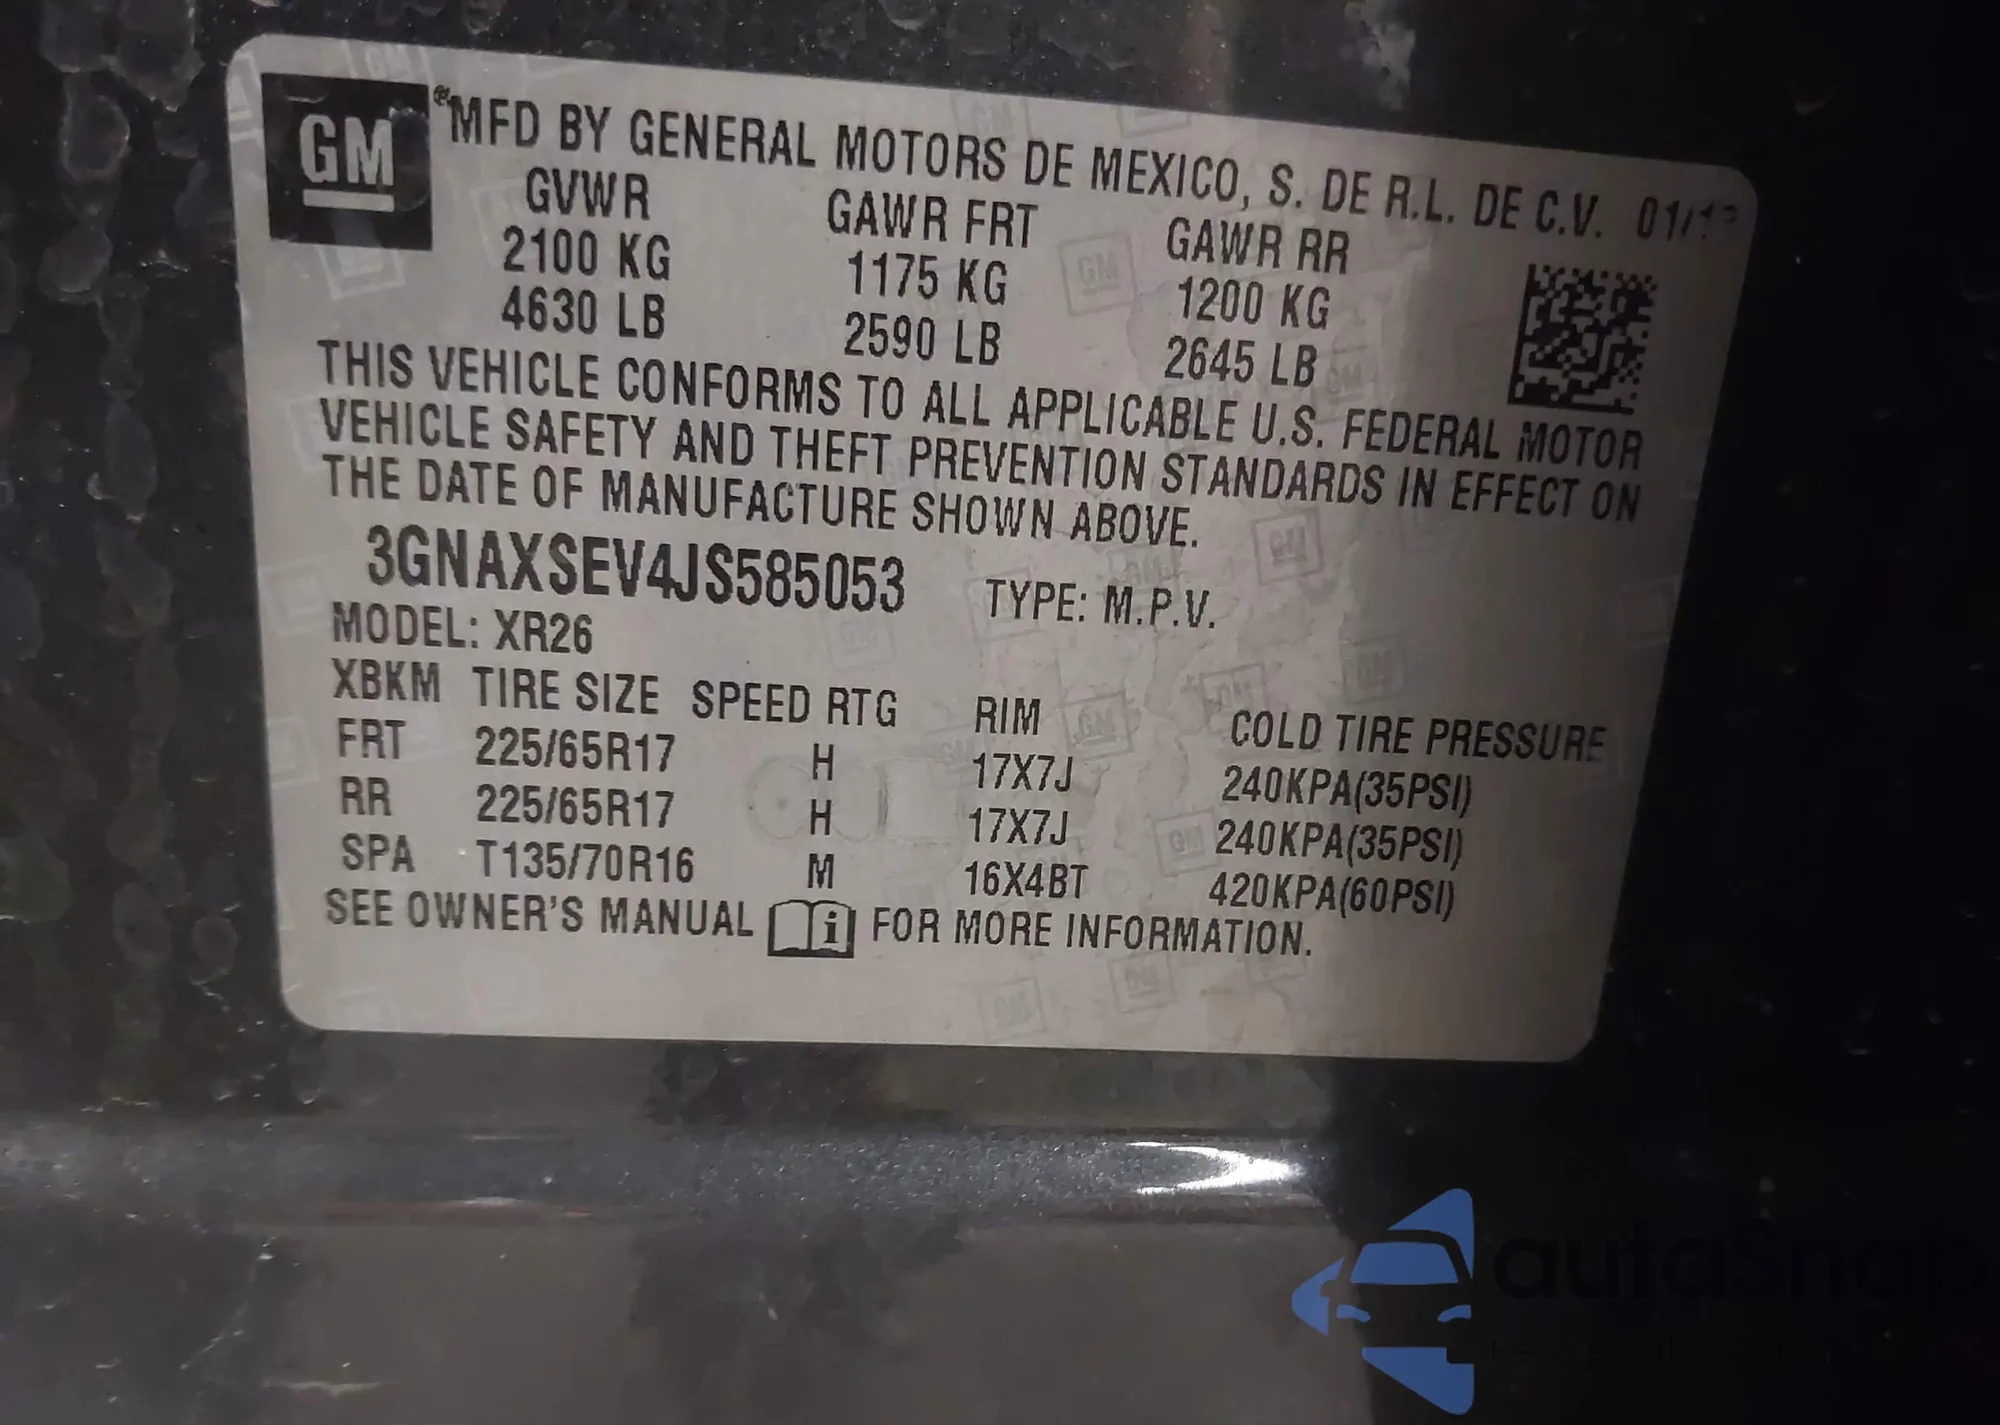 GM
® MFD BY GENERAL MOTORS DE MEXICO, S. DE R.L. DE C.V. 01/
GVWR GAWR FRT GAWR RR
2100 KG 1175 KG 1200 KG
4630 LB 2590 LB 2645 LB
THIS VEHICLE CONFORMS TO ALL APPLICABLE U.S. FEDERAL MOTOR
VEHICLE SAFETY AND THEFT PREVENTION STANDARDS IN EFFECT ON
THE DATE OF MANUFACTURE SHOWN ABOVE.
3GNAXSEV4JS585053 TYPE: M.P.V.
MODEL: XR26
XBKM TIRE SIZE SPEED RTG RIM COLD TIRE PRESSURE
FRT 225/65R17 H 17X7J 240KPA(35PSI)
RR 225/65R17 H 17X7J 240KPA(35PSI)
SPA T135/70R16 M 16X4BT 420KPA(60PSI)
SEE OWNER'S MANUAL i FOR MORE INFORMATION.
autoSnap